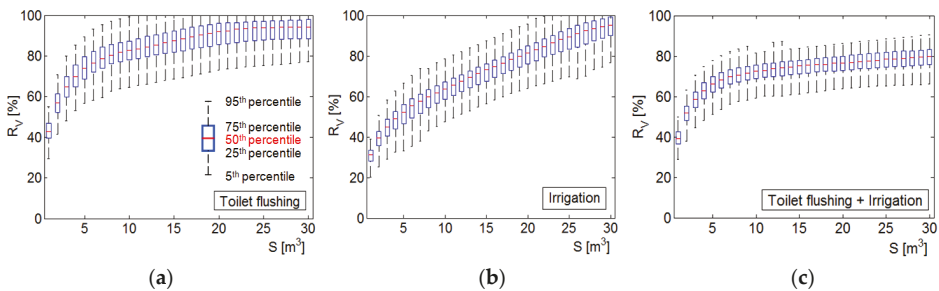 100
80
60
40
20
0
R_V [%]
5
10
15
20
25
30
S [m³]
95th percentile
75th percentile
50th percentile
25th percentile
5th percentile
Toilet flushing
(a)
100
80
60
40
20
0
R_V [%]
5
10
15
20
25
30
S [m³]
Irrigation
(b)
100
80
60
40
20
0
R_V [%]
5
10
15
20
25
30
S [m³]
Toilet flushing + Irrigation
(c)